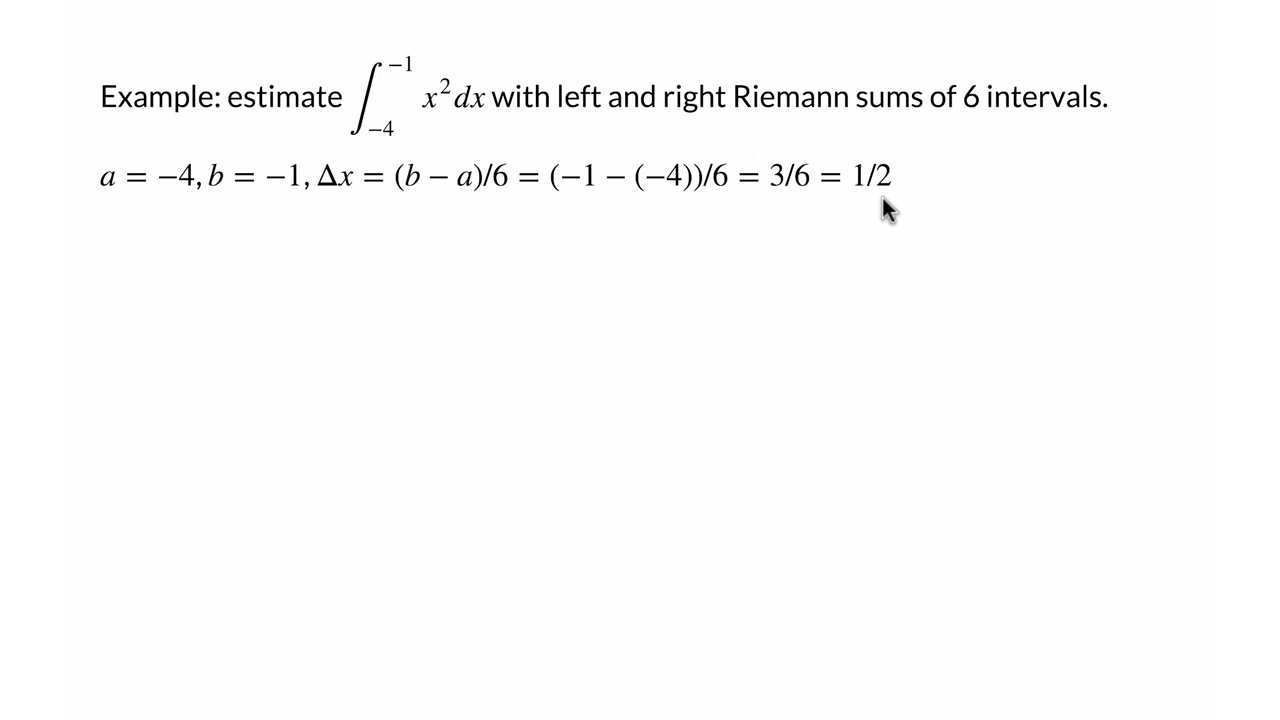 Example: estimate ∫_{−4}^{−1} x² dx with left and right Riemann sums of 6 intervals.
a = −4, b = −1, Δx = (b − a)/6 = (−1 − (−4))/6 = 3/6 = 1/2